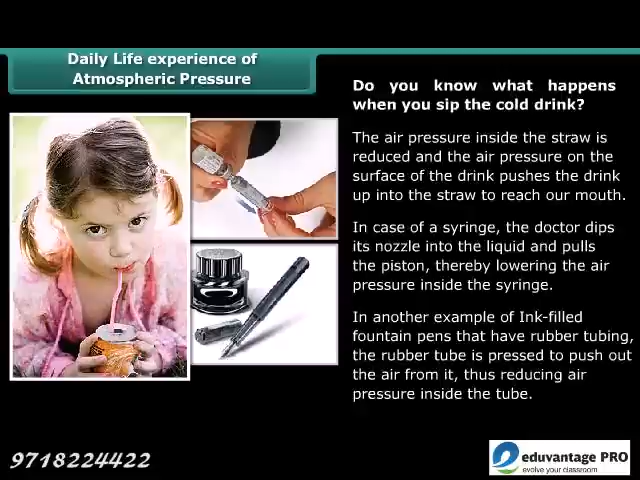 Daily Life experience of
Atmospheric Pressure
Do you know what happens
when you sip the cold drink?
The air pressure inside the straw is
reduced and the air pressure on the
surface of the drink pushes the drink
up into the straw to reach our mouth.
In case of a syringe, the doctor dips
its nozzle into the liquid and pulls
the piston, thereby lowering the air
pressure inside the syringe.
In another example of Ink-filled
fountain pens that have rubber tubing,
the rubber tube is pressed to push out
the air from it, thus reducing air
pressure inside the tube.
9718224422
eduvantage PRO
evolve your classroom